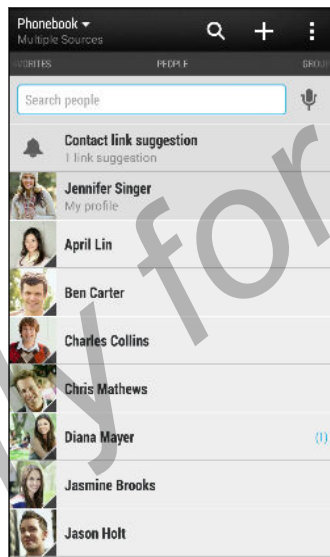 Phonebook
Multiple Sources
PEOPLE
GROUP
Search people
Contact link suggestion
1 link suggestion
Jennifer Singer
My profile
April Lin
Ben Carter
Charles Collins
Chris Mathews
Diana Mayer (1)
Jasmine Brooks
Jason Holt